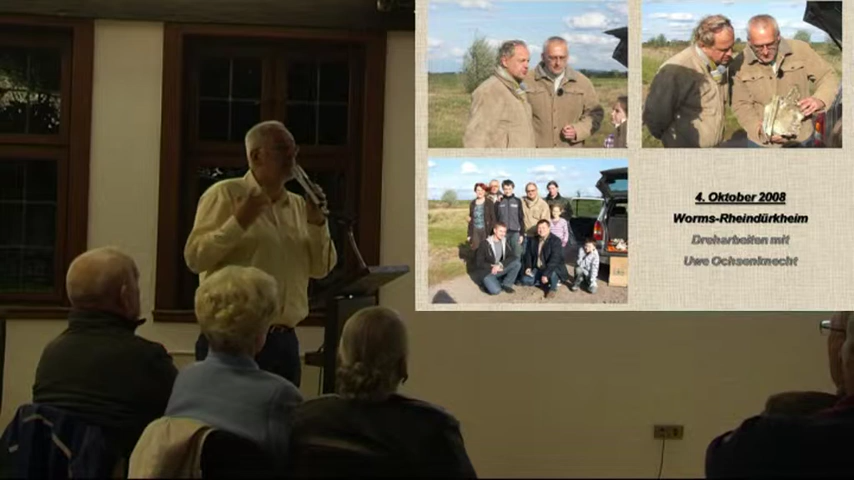 4. Oktober 2008
Worms-Rheindürkheim
Dreharbeiten mit
Uwe Ochsenknecht